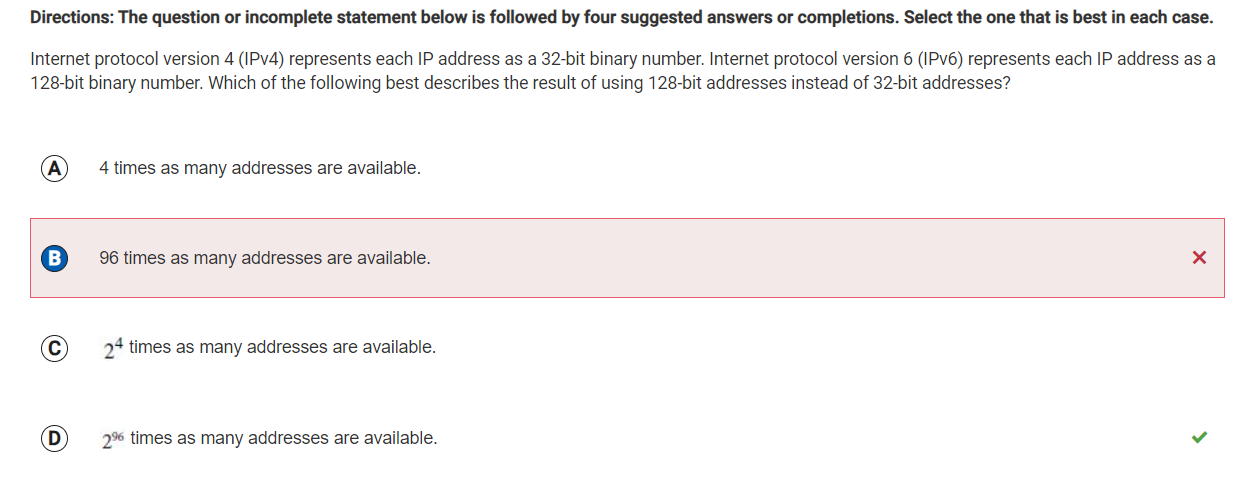 Directions: The question or incomplete statement below is followed by four suggested answers or completions. Select the one that is best in each case.
Internet protocol version 4 (IPv4) represents each IP address as a 32-bit binary number. Internet protocol version 6 (IPv6) represents each IP address as a
128-bit binary number. Which of the following best describes the result of using 128-bit addresses instead of 32-bit addresses?
A 4 times as many addresses are available.
B 96 times as many addresses are available.
C 2⁴ times as many addresses are available.
D 2⁹⁶ times as many addresses are available.